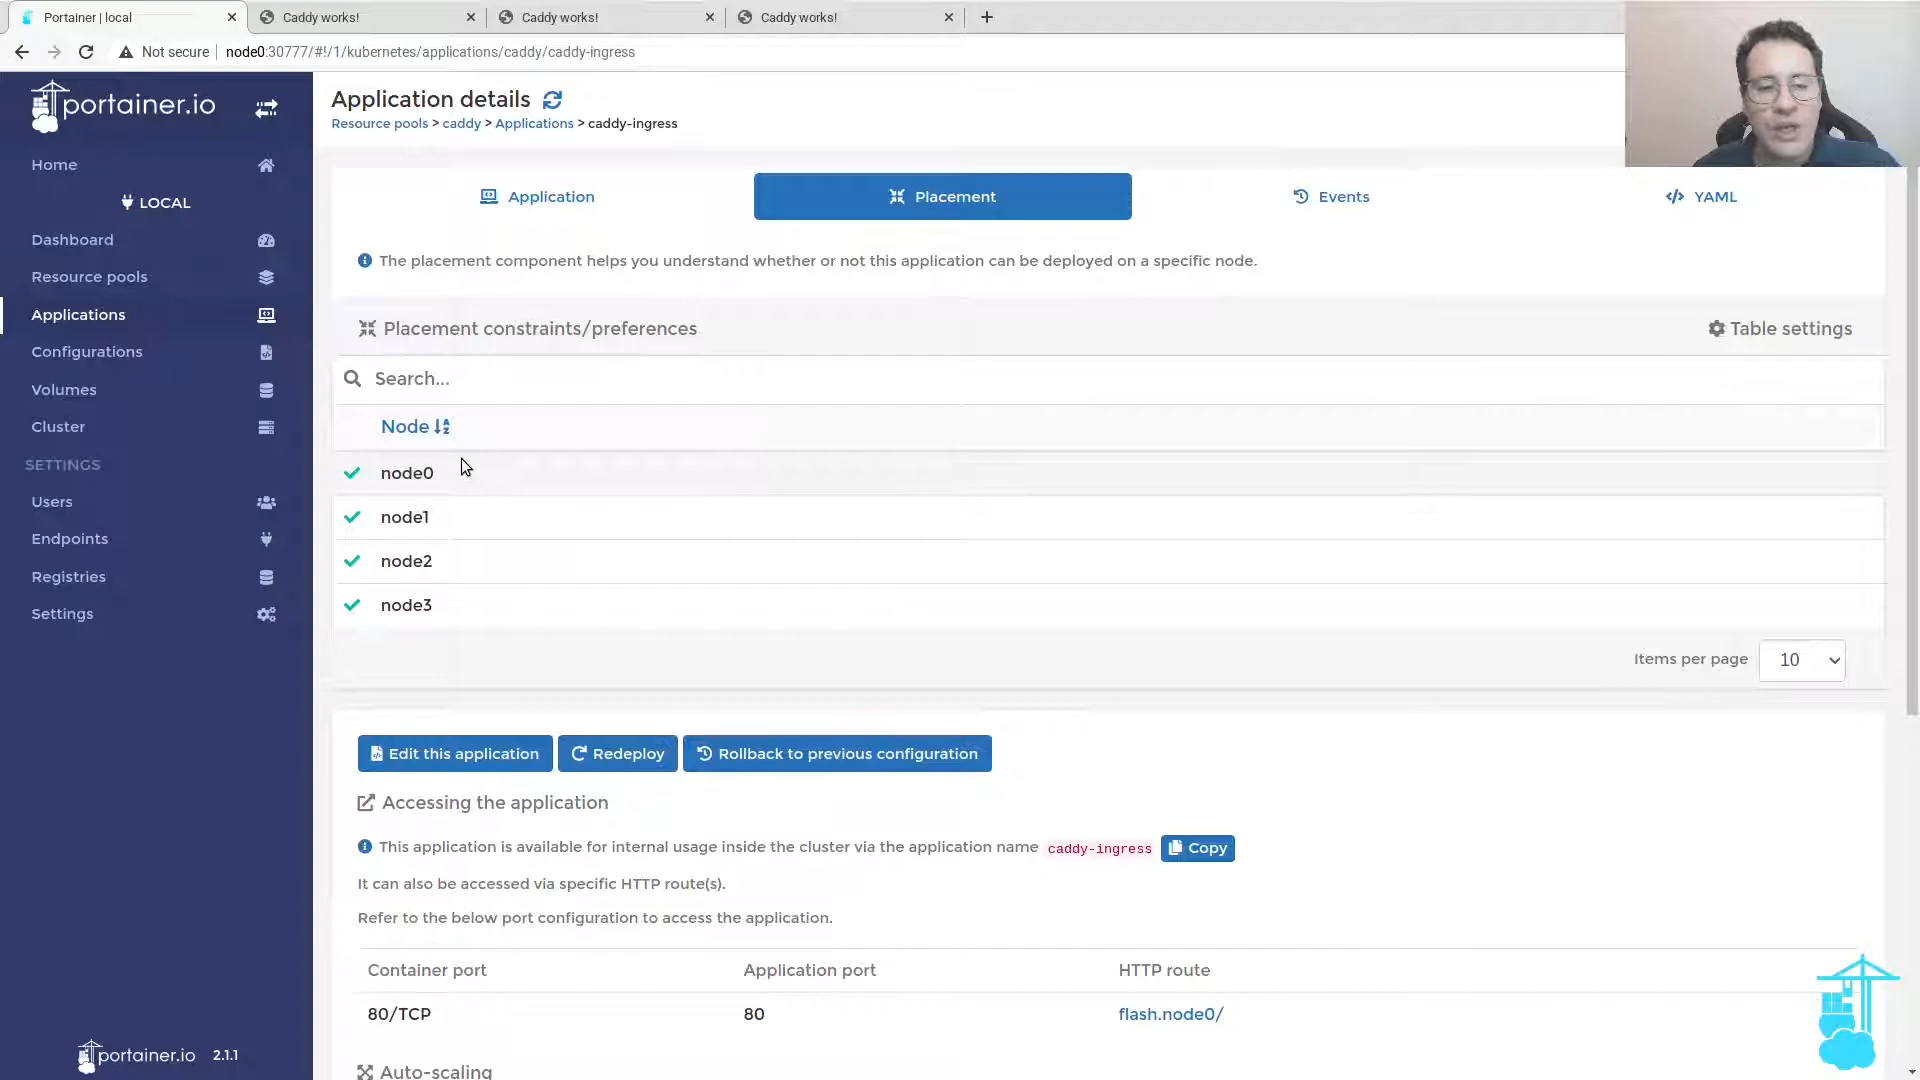 Portainer | local
Caddy works!
Caddy works!
Caddy works!
Not secure
node0:30777/#!/1/kubernetes/applications/caddy/caddy-ingress
portainer.io
Home
LOCAL
Dashboard
Resource pools
Applications
Configurations
Volumes
Cluster
SETTINGS
Users
Endpoints
Registries
Settings
portainer.io 2.1.1
Application details
Resource pools > caddy > Applications > caddy-ingress
Application
Placement
Events
YAML
The placement component helps you understand whether or not this application can be deployed on a specific node.
Placement constraints/preferences
Table settings
Search...
Node
node0
node1
node2
node3
Items per page 10
Edit this application
Redeploy
Rollback to previous configuration
Accessing the application
This application is available for internal usage inside the cluster via the application name caddy-ingress Copy
It can also be accessed via specific HTTP route(s).
Refer to the below port configuration to access the application.
Container port Application port HTTP route
80/TCP 80 flash.node0/
Auto-scaling